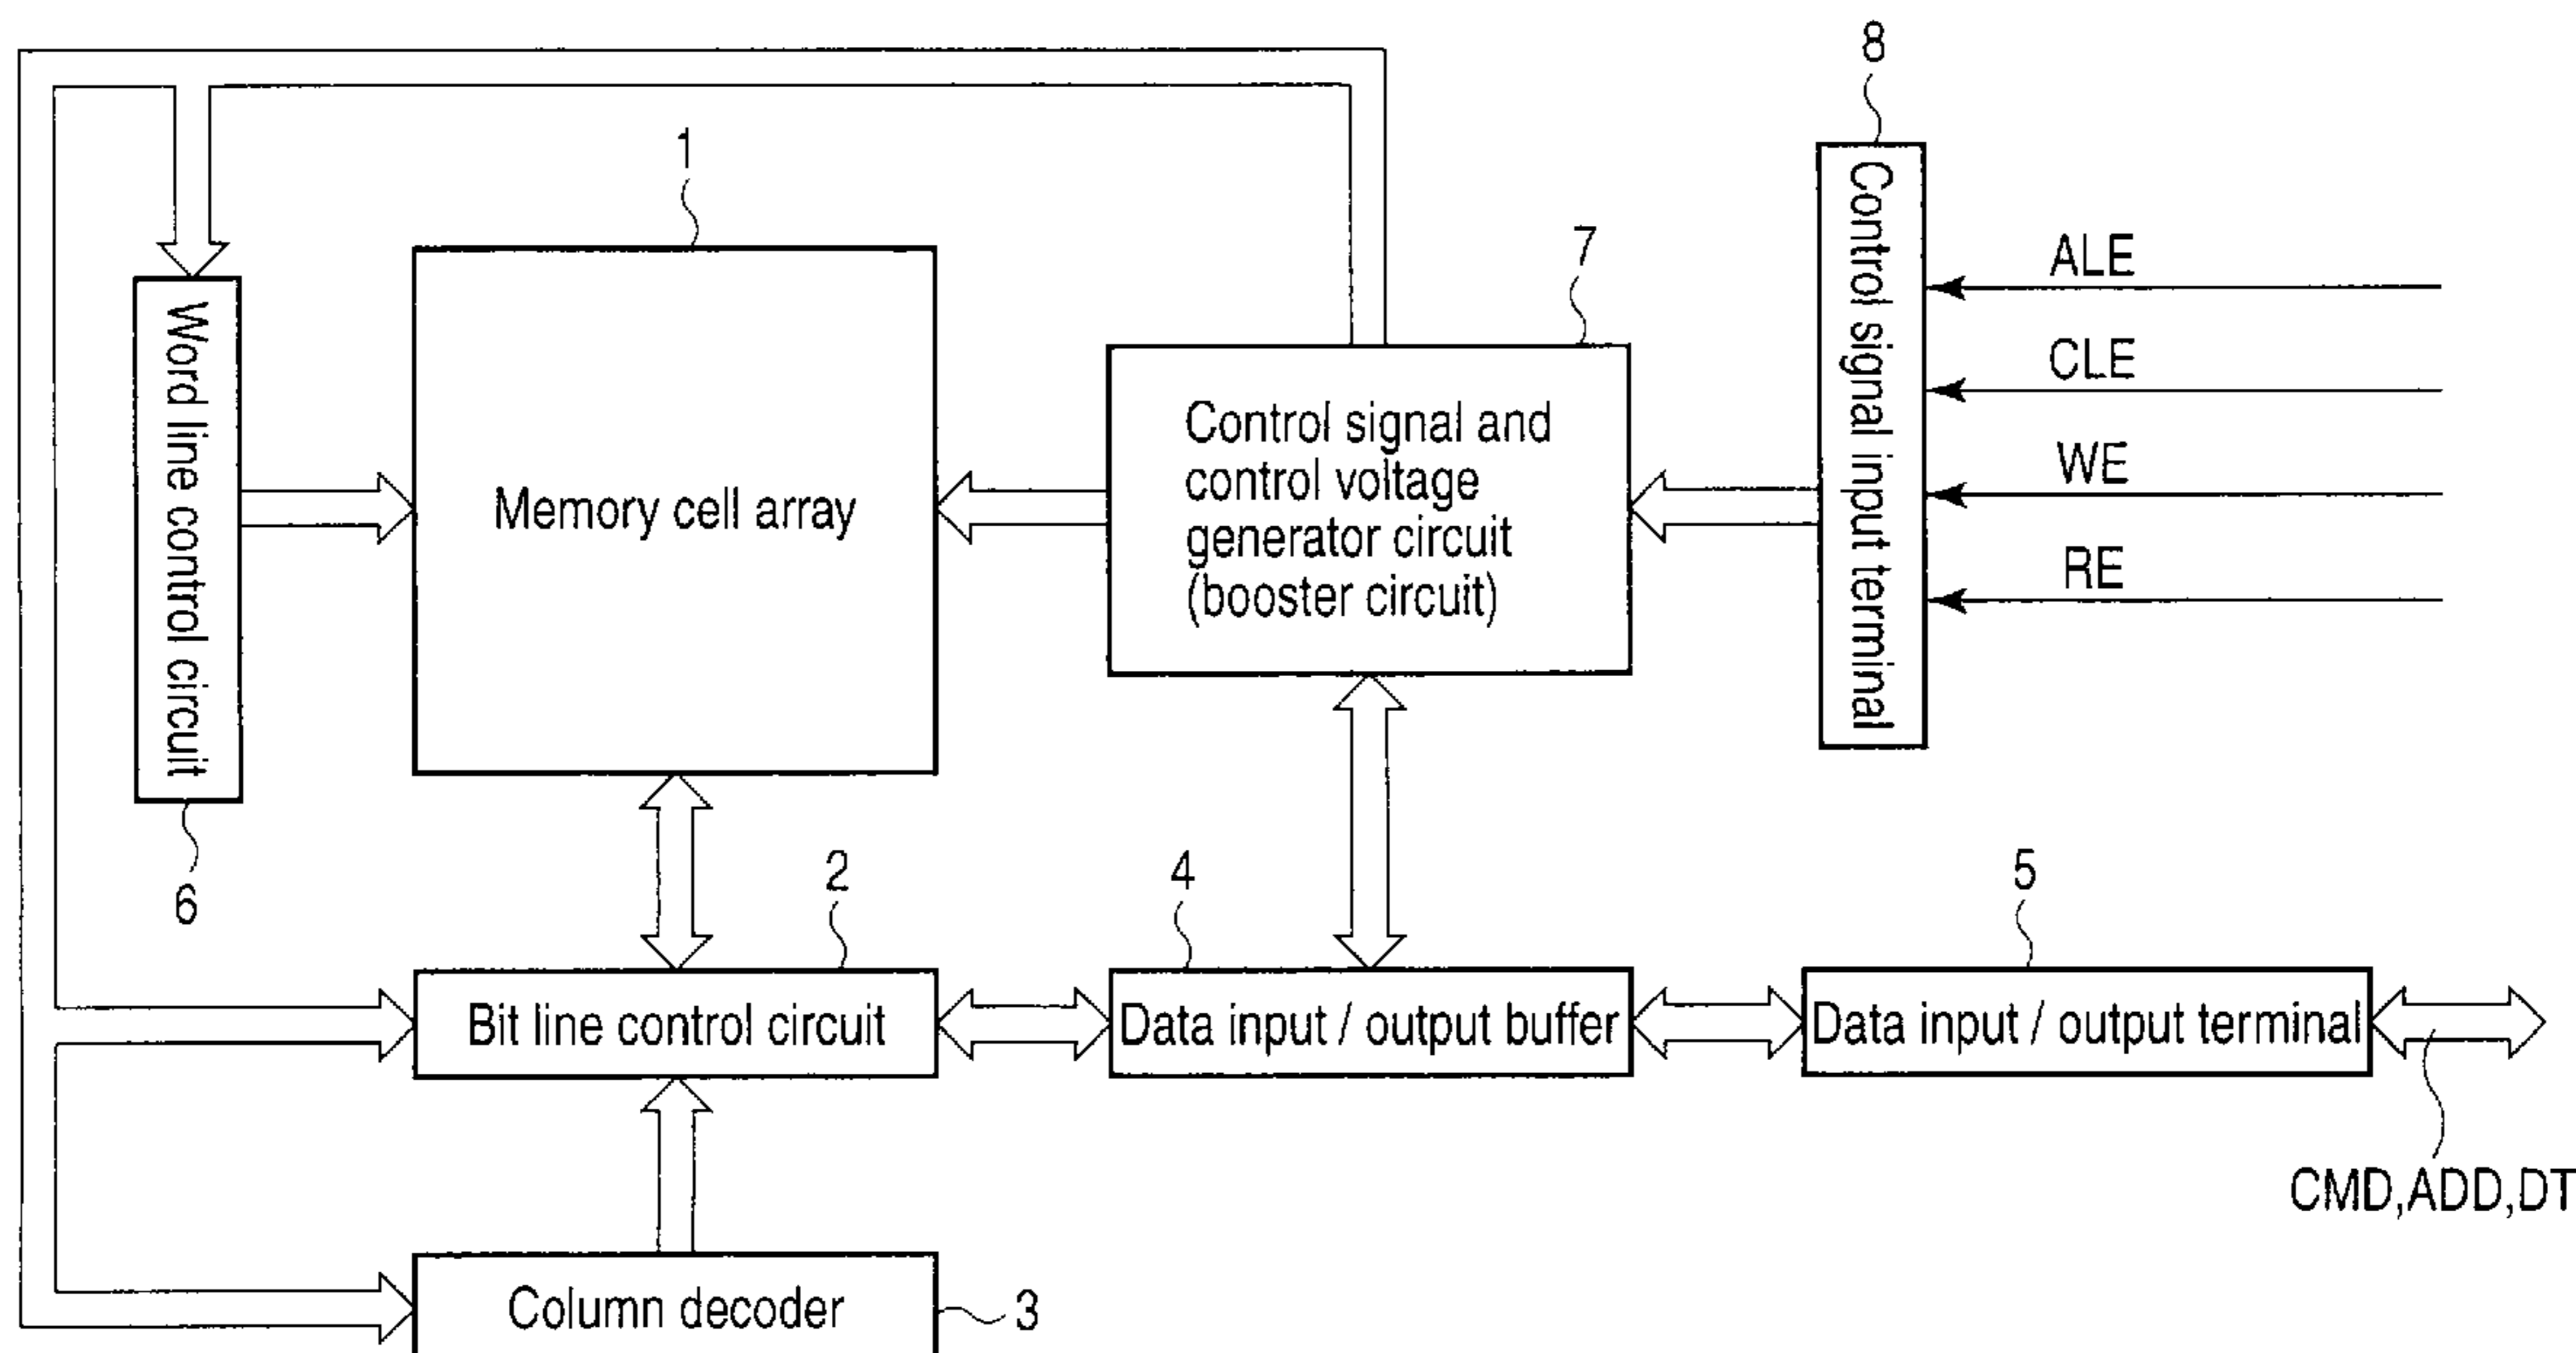 8
1
7
Control signal input terminal
ALE
CLE
WE
RE
Word line control circuit
Memory cell array
Control signal and
control voltage
generator circuit
(booster circuit)
6
2
4
5
Bit line control circuit
Data input / output buffer
Data input / output terminal
CMD,ADD,DT
Column decoder
3